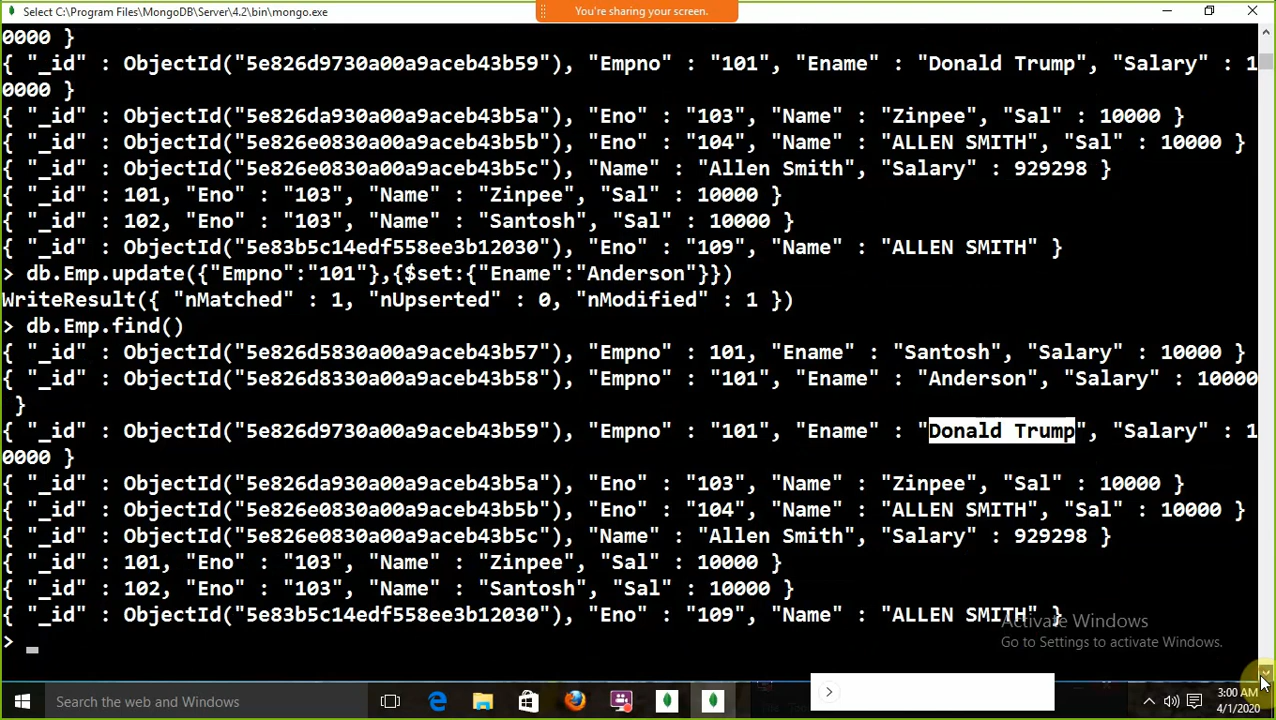 Select C:\Program Files\MongoDB\Server\4.2\bin\mongo.exe
You're sharing your screen.
0000 }
{ "_id" : ObjectId("5e826d9730a00a9aceb43b59"), "Empno" : "101", "Ename" : "Donald Trump", "Salary" : 1
0000 }
{ "_id" : ObjectId("5e826da930a00a9aceb43b5a"), "Eno" : "103", "Name" : "Zinpee", "Sal" : 10000 }
{ "_id" : ObjectId("5e826e0830a00a9aceb43b5b"), "Eno" : "104", "Name" : "ALLEN SMITH", "Sal" : 10000 }
{ "_id" : ObjectId("5e826e0830a00a9aceb43b5c"), "Name" : "Allen Smith", "Salary" : 929298 }
{ "_id" : 101, "Eno" : "103", "Name" : "Zinpee", "Sal" : 10000 }
{ "_id" : 102, "Eno" : "103", "Name" : "Santosh", "Sal" : 10000 }
{ "_id" : ObjectId("5e83b5c14edf558ee3b12030"), "Eno" : "109", "Name" : "ALLEN SMITH" }
> db.Emp.update({"Empno":"101"},{$set:{"Ename":"Anderson"}})
WriteResult({ "nMatched" : 1, "nUpserted" : 0, "nModified" : 1 })
> db.Emp.find()
{ "_id" : ObjectId("5e826d5830a00a9aceb43b57"), "Empno" : 101, "Ename" : "Santosh", "Salary" : 10000 }
{ "_id" : ObjectId("5e826d8330a00a9aceb43b58"), "Empno" : "101", "Ename" : "Anderson", "Salary" : 10000
}
{ "_id" : ObjectId("5e826d9730a00a9aceb43b59"), "Empno" : "101", "Ename" : "Donald Trump", "Salary" : 1
0000 }
{ "_id" : ObjectId("5e826da930a00a9aceb43b5a"), "Eno" : "103", "Name" : "Zinpee", "Sal" : 10000 }
{ "_id" : ObjectId("5e826e0830a00a9aceb43b5b"), "Eno" : "104", "Name" : "ALLEN SMITH", "Sal" : 10000 }
{ "_id" : ObjectId("5e826e0830a00a9aceb43b5c"), "Name" : "Allen Smith", "Salary" : 929298 }
{ "_id" : 101, "Eno" : "103", "Name" : "Zinpee", "Sal" : 10000 }
{ "_id" : 102, "Eno" : "103", "Name" : "Santosh", "Sal" : 10000 }
{ "_id" : ObjectId("5e83b5c14edf558ee3b12030"), "Eno" : "109", "Name" : "ALLEN SMITH" }
>
Activate Windows
Go to Settings to activate Windows.
Search the web and Windows
3:00 AM
4/1/2020